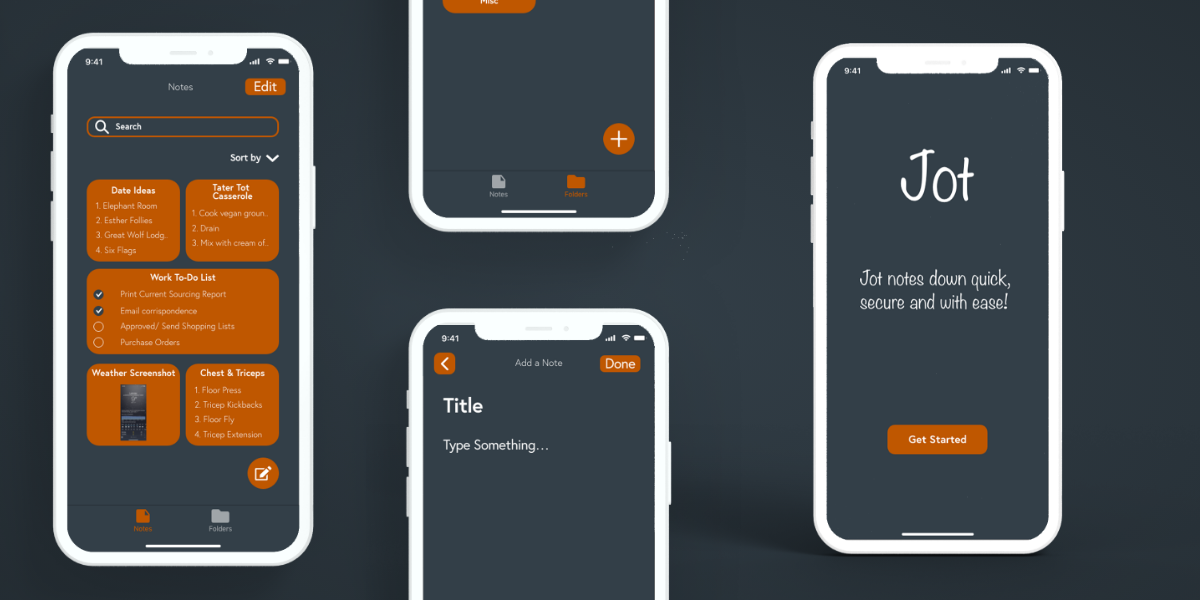 9:41
Notes
Edit
Search
Sort by
Date Ideas
1. Elephant Room
2. Esther Follies
3. Great Wolf Lodg..
4. Six Flags
Tater Tot
Casserole
1. Cook vegan groun..
2. Drain
3. Mix with cream of..
Work To-Do List
Print Current Sourcing Report
Email corrispondence
Approved/ Send Shopping Lists
Purchase Orders
Weather Screenshot
Chest & Triceps
1. Floor Press
2. Tricep Kickbacks
3. Floor Fly
4. Tricep Extension
Notes
Folders
Misc
Notes
Folders
9:41
Add a Note
Done
Title
Type Something...
9:41
Jot
Jot notes down quick,
secure and with ease!
Get Started